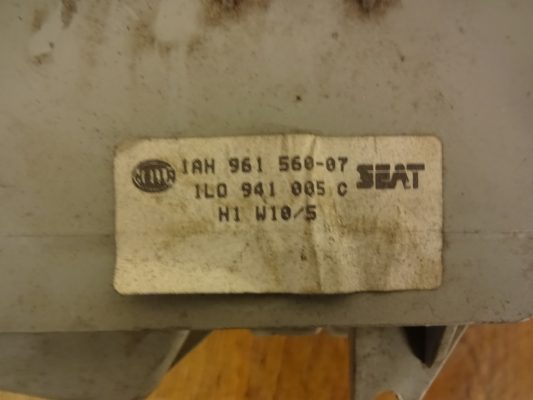 HELLA 1AH 961 560-07 SEAT
1L0 941 005 C
H1 W10/5